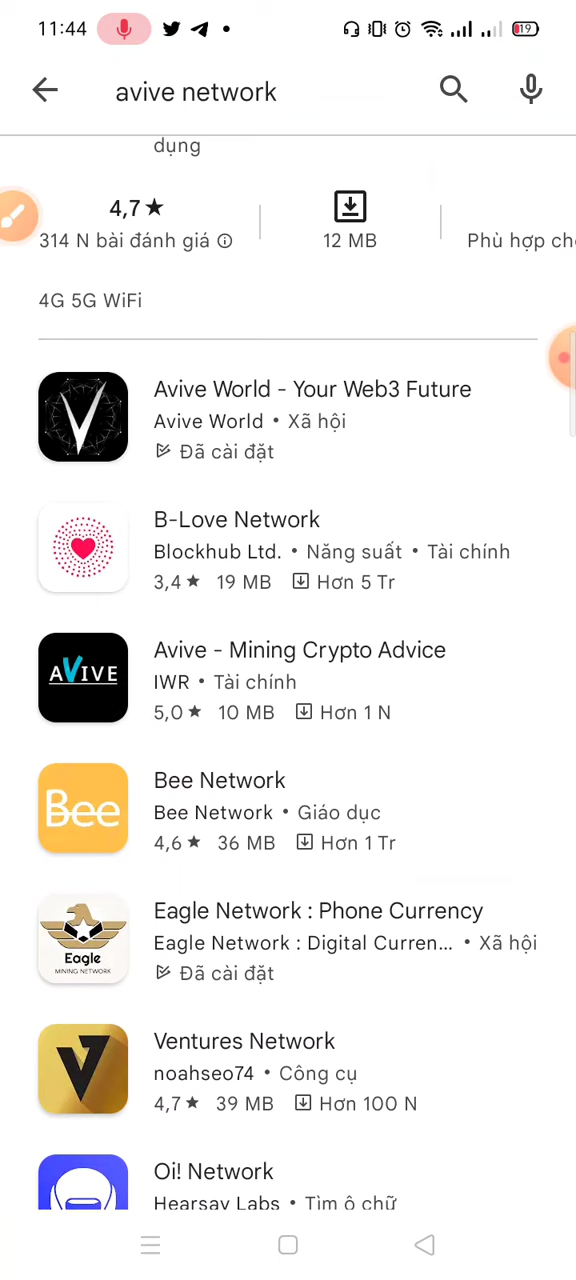 11:44
19
avive network
dụng
4,7★
314 N bài đánh giá
12 MB
Phù hợp cho
4G 5G WiFi
Avive World - Your Web3 Future
Avive World • Xã hội
Đã cài đặt
B-Love Network
Blockhub Ltd. • Năng suất • Tài chính
3,4★ 19 MB Hơn 5 Tr
AVIVE
Avive - Mining Crypto Advice
IWR • Tài chính
5,0★ 10 MB Hơn 1 N
Bee
Bee Network
Bee Network • Giáo dục
4,6★ 36 MB Hơn 1 Tr
Eagle
MINING NETWORK
Eagle Network : Phone Currency
Eagle Network : Digital Curren... • Xã hội
Đã cài đặt
Ventures Network
noahseo74 • Công cụ
4,7★ 39 MB Hơn 100 N
Oi! Network
Hearsay Labs • Tìm ô chữ